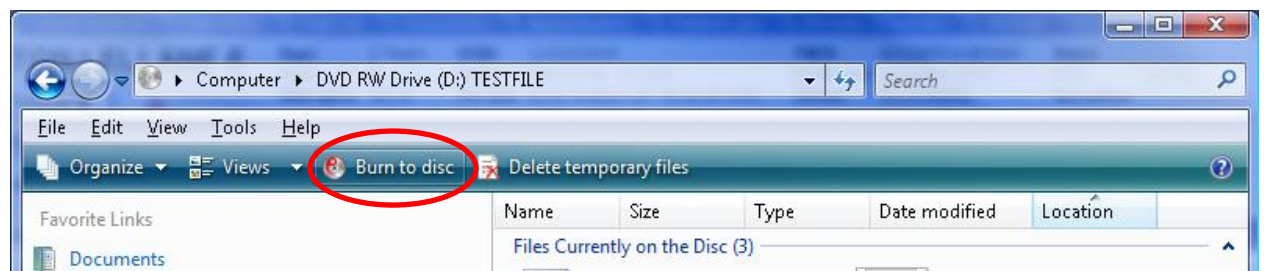 Computer DVD RW Drive (D:) TESTFILE Search
File Edit View Tools Help
Organize Views Burn to disc Delete temporary files
Favorite Links Name Size Type Date modified Location
Files Currently on the Disc (3)
Documents